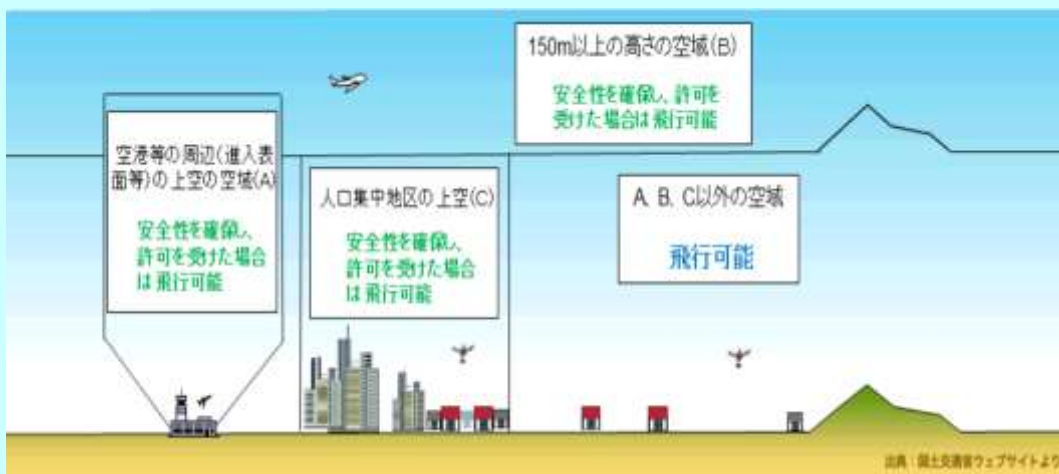 150m以上の高さの空域(B)
安全性を確保し、許可を
受けた場合は飛行可能
空港等の周辺(進入表
面等)の上空の空域(A)
安全性を確保し、
許可を受けた場合
は飛行可能
人口集中地区の上空(C)
安全性を確保し、
許可を受けた場合
は飛行可能
A、B、C以外の空域
飛行可能
出典：国土交通省ウェブサイトより